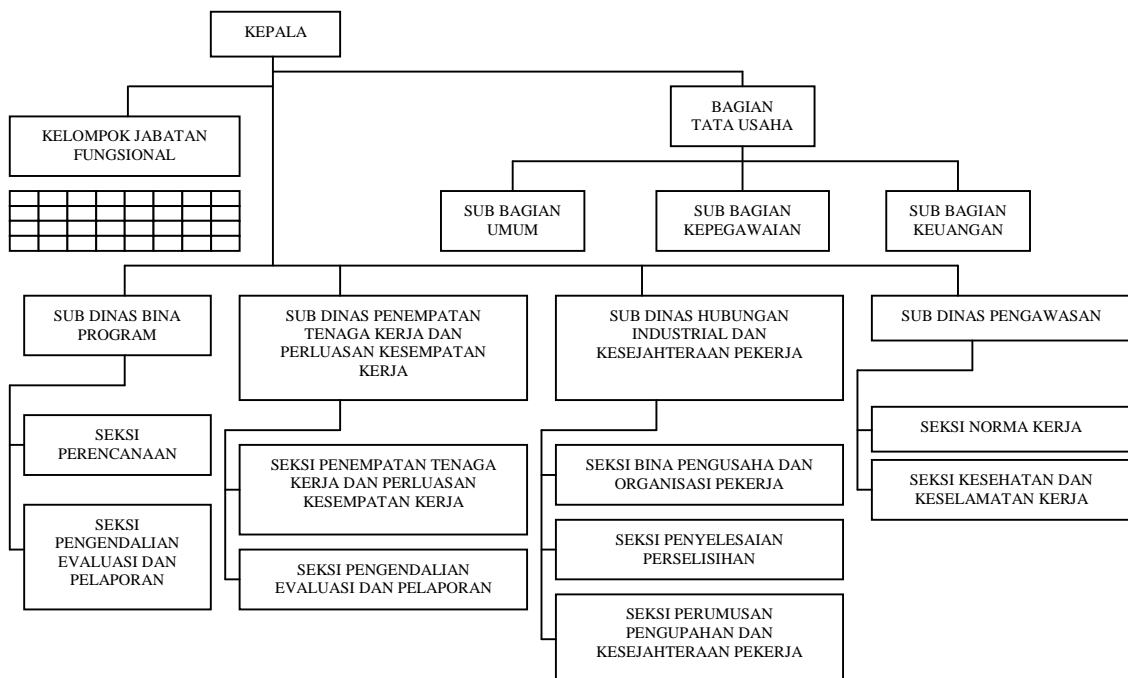 KEPALA
KELOMPOK JABATAN
FUNGSIONAL
BAGIAN
TATA USAHA
SUB BAGIAN
UMUM
SUB BAGIAN
KEPEGAWAIAN
SUB BAGIAN
KEUANGAN
SUB DINAS BINA
PROGRAM
SUB DINAS PENEMPATAN
TENAGA KERJA DAN
PERLUASAN KESEMPATAN
KERJA
SUB DINAS HUBUNGAN
INDUSTRIAL DAN
KESEJAHTERAAN PEKERJA
SUB DINAS PENGAWASAN
SEKSI
PERENCANAAN
SEKSI
PENGENDALIAN
EVALUASI DAN
PELAPORAN
SEKSI PENEMPATAN TENAGA
KERJA DAN PERLUASAN
KESEMPATAN KERJA
SEKSI PENGENDALIAN
EVALUASI DAN PELAPORAN
SEKSI BINA PENGUSAHA DAN
ORGANISASI PEKERJA
SEKSI PENYELESAIAN
PERSELISIHAN
SEKSI PERUMUSAN
PENGUPAHAN DAN
KESEJAHTERAAN PEKERJA
SEKSI NORMA KERJA
SEKSI KESEHATAN DAN
KESELAMATAN KERJA